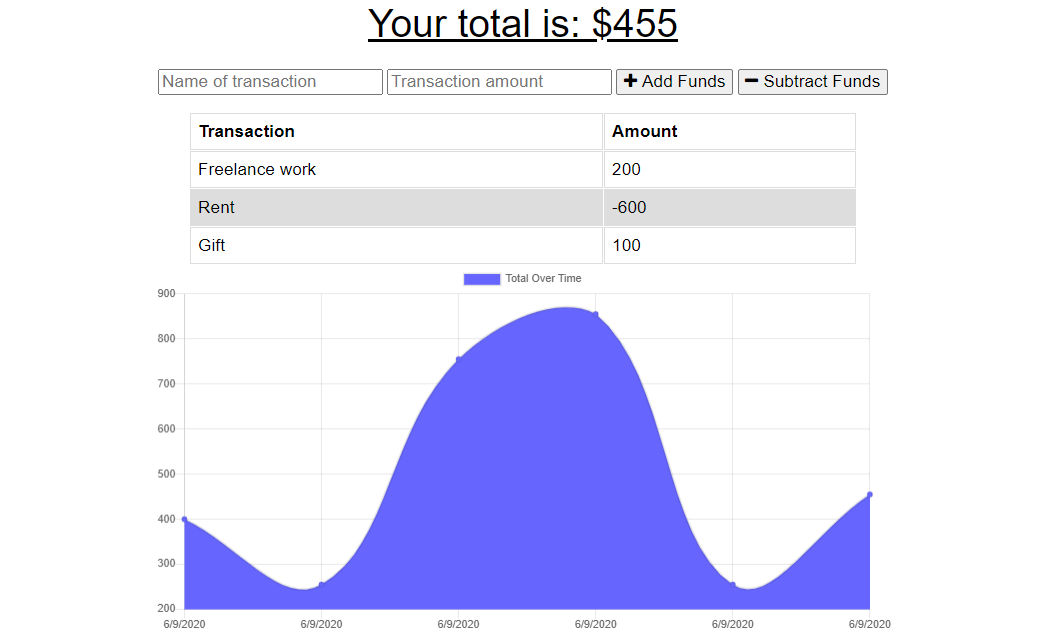 Your total is: $455
Name of transaction Transaction amount Add Funds Subtract Funds
Transaction Amount
Freelance work 200
Rent -600
Gift 100
Total Over Time
900
800
700
600
500
400
300
200
6/9/2020 6/9/2020 6/9/2020 6/9/2020 6/9/2020 6/9/2020